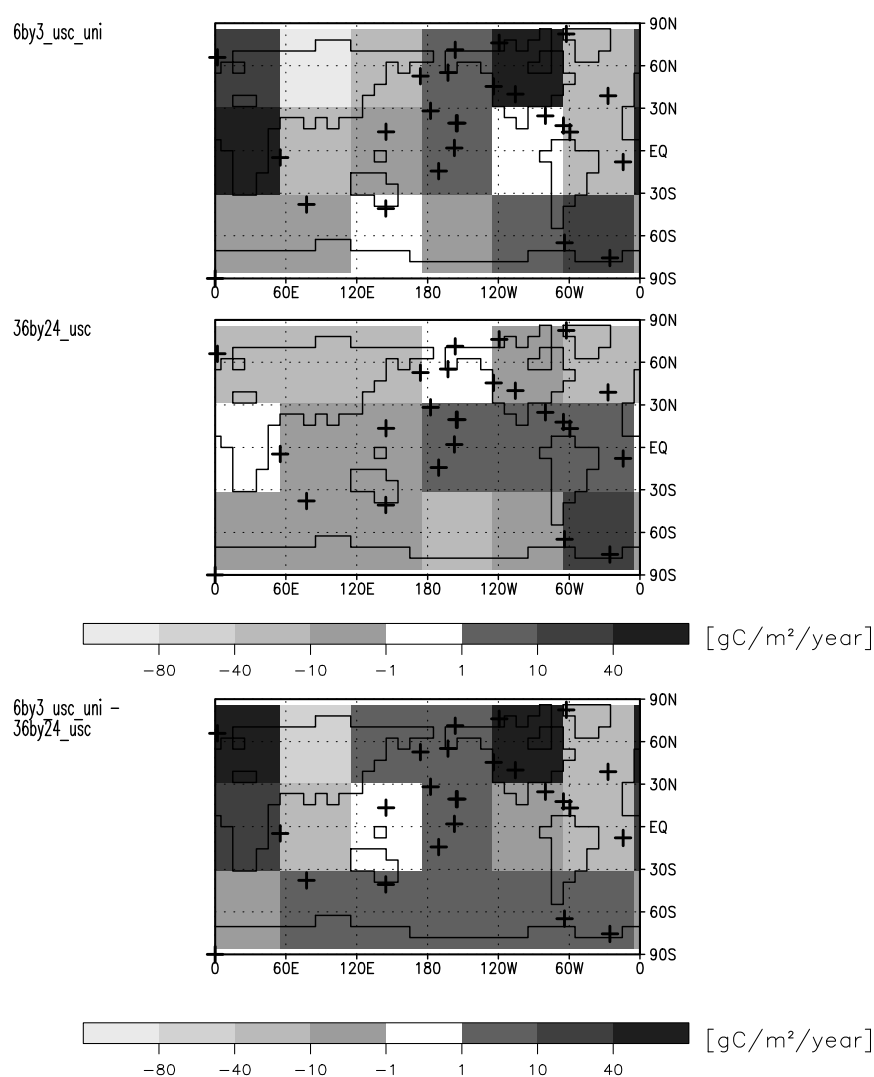 6by3_usc_uni
90N
60N
30N
EQ
30S
60S
90S
0 60E 120E 180 120W 60W 0
36by24_usc
90N
60N
30N
EQ
30S
60S
90S
0 60E 120E 180 120W 60W 0
[gC/m²/year]
−80 −40 −10 −1 1 10 40
6by3_usc_uni −
36by24_usc
90N
60N
30N
EQ
30S
60S
90S
0 60E 120E 180 120W 60W 0
[gC/m²/year]
−80 −40 −10 −1 1 10 40